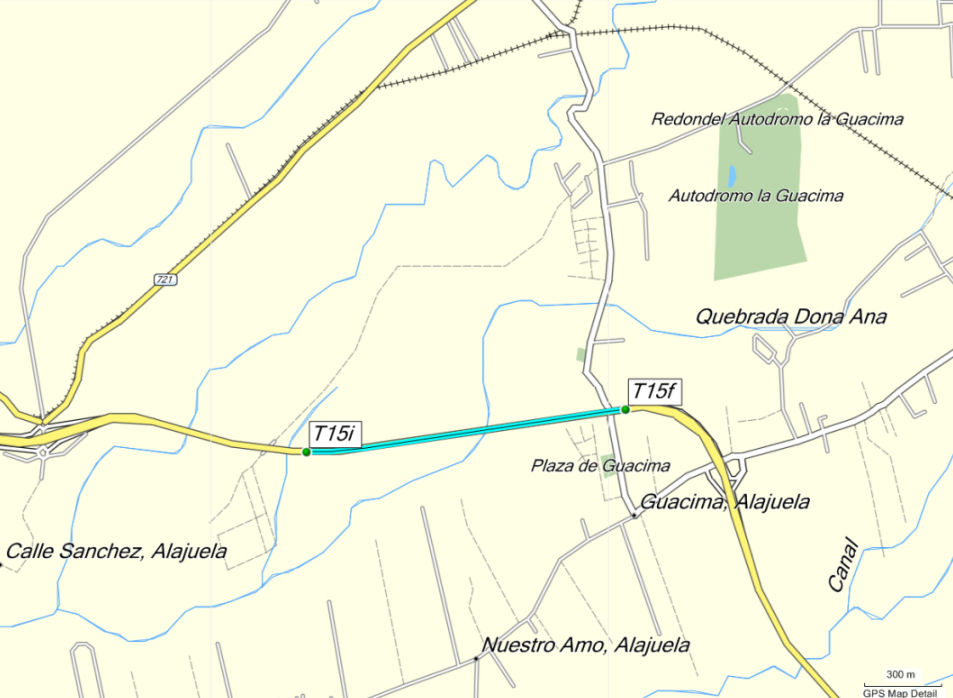 Redondel Autodromo la Guacima
Autodromo la Guacima
721
Quebrada Dona Ana
T15f
T15i
Plaza de Guacima
Guacima, Alajuela
Calle Sanchez, Alajuela
Canal
Nuestro Amo, Alajuela
300 m
GPS Map Detail